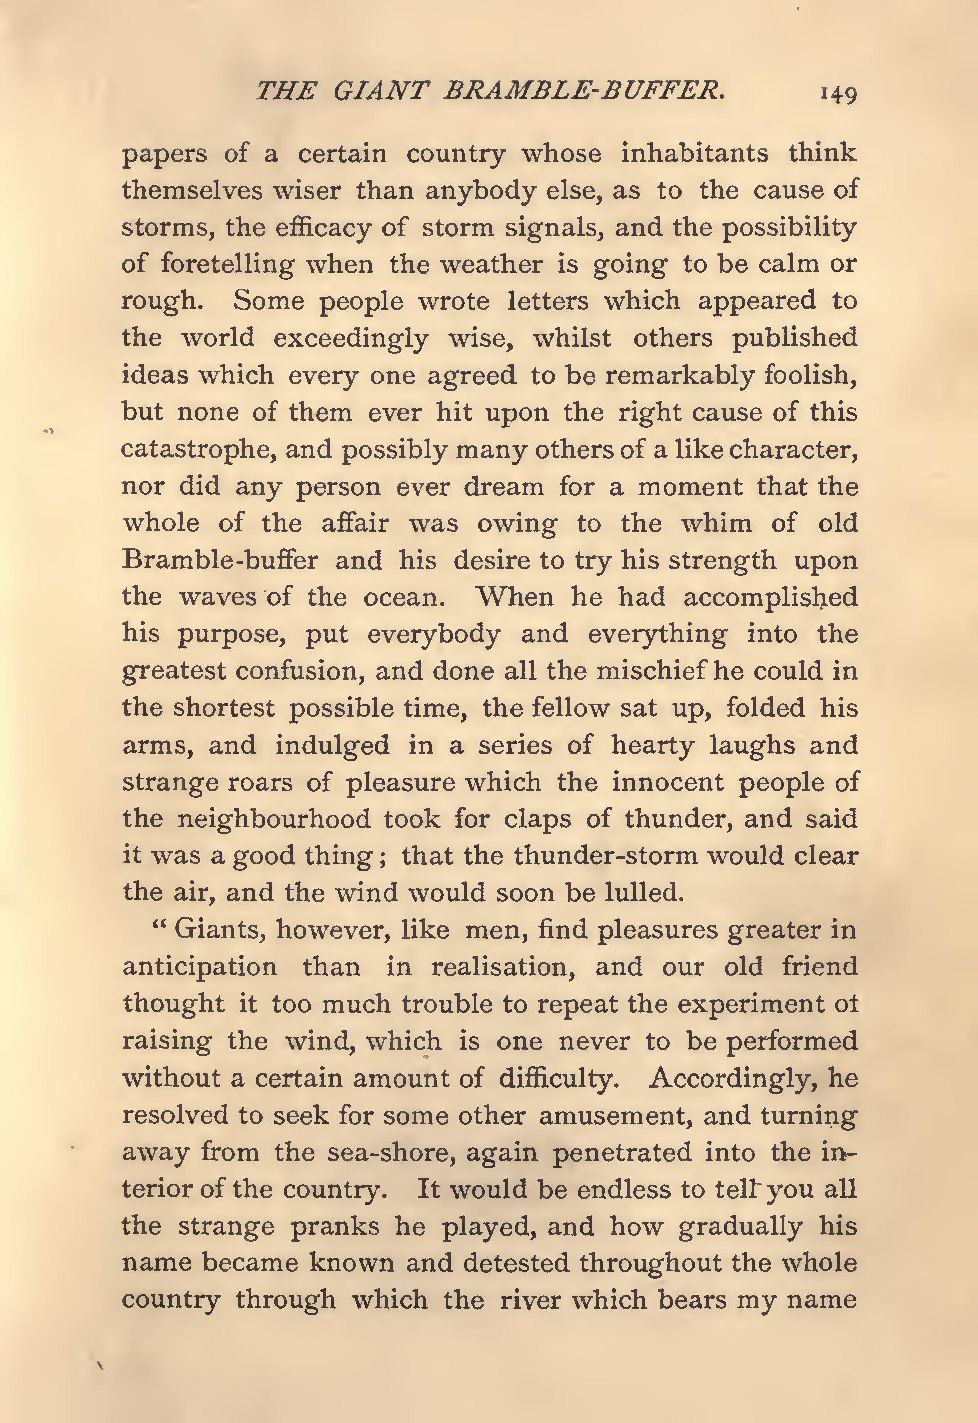 THE GIANT BRAMBLE-BUFFER. 149
papers of a certain country whose inhabitants think
themselves wiser than anybody else, as to the cause of
storms, the efficacy of storm signals, and the possibility
of foretelling when the weather is going to be calm or
rough. Some people wrote letters which appeared to
the world exceedingly wise, whilst others published
ideas which every one agreed to be remarkably foolish,
but none of them ever hit upon the right cause of this
catastrophe, and possibly many others of a like character,
nor did any person ever dream for a moment that the
whole of the affair was owing to the whim of old
Bramble-buffer and his desire to try his strength upon
the waves of the ocean. When he had accomplished
his purpose, put everybody and everything into the
greatest confusion, and done all the mischief he could in
the shortest possible time, the fellow sat up, folded his
arms, and indulged in a series of hearty laughs and
strange roars of pleasure which the innocent people of
the neighbourhood took for claps of thunder, and said
it was a good thing; that the thunder-storm would clear
the air, and the wind would soon be lulled.
“ Giants, however, like men, find pleasures greater in
anticipation than in realisation, and our old friend
thought it too much trouble to repeat the experiment of
raising the wind, which is one never to be performed
without a certain amount of difficulty. Accordingly, he
resolved to seek for some other amusement, and turning
away from the sea-shore, again penetrated into the in-
terior of the country. It would be endless to tell you all
the strange pranks he played, and how gradually his
name became known and detested throughout the whole
country through which the river which bears my name